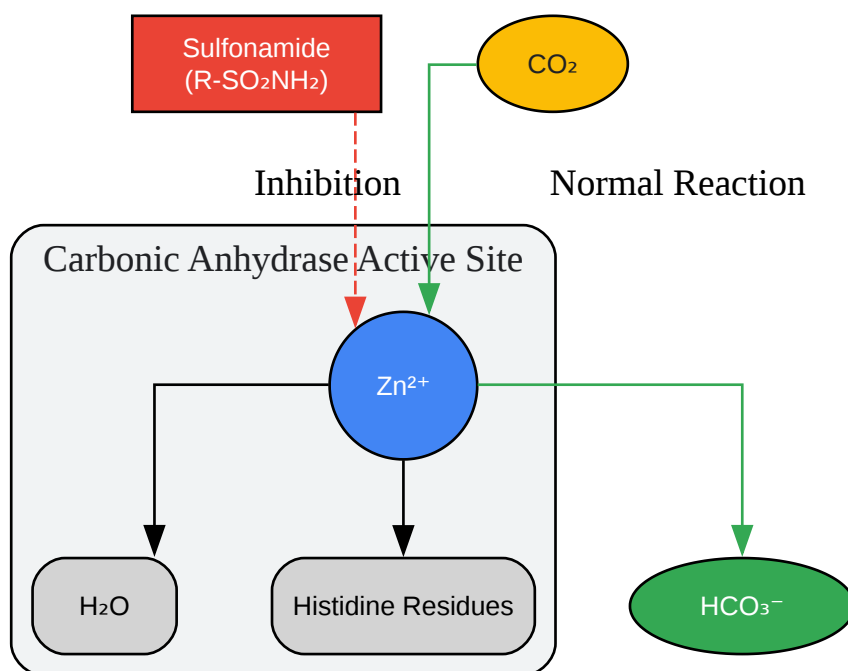 Sulfonamide
(R-SO₂NH₂)
CO₂
Inhibition
Normal Reaction
Carbonic Anhydrase Active Site
Zn²⁺
H₂O
Histidine Residues
HCO₃⁻